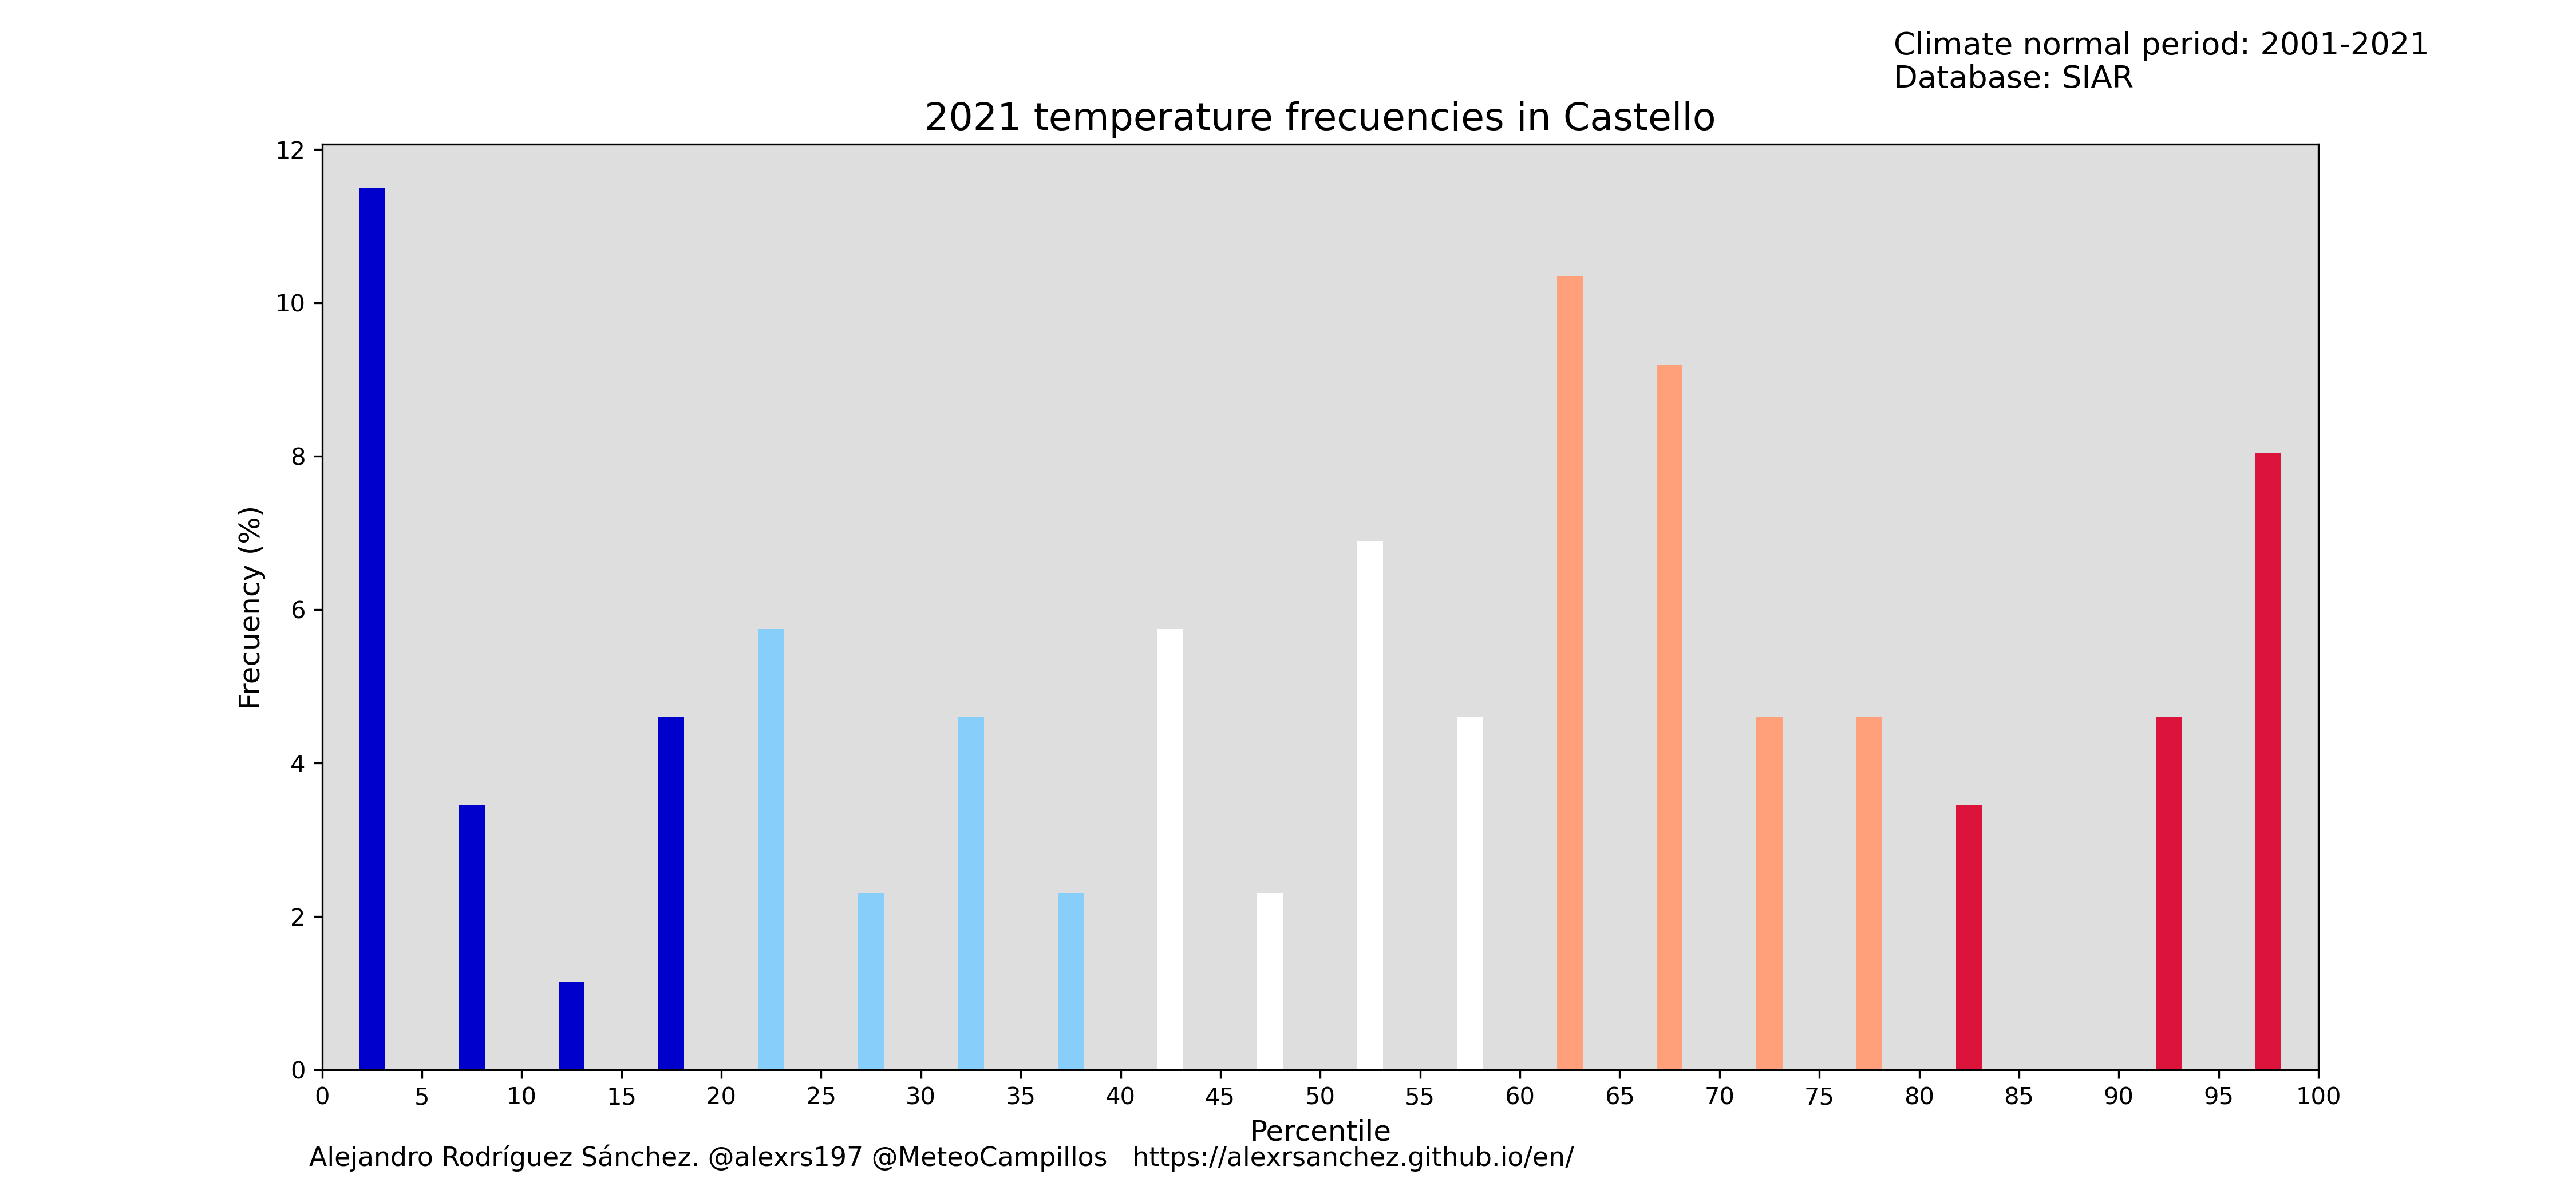 Climate normal period: 2001-2021
Database: SIAR
2021 temperature frecuencies in Castello
12
10
8
6
4
2
0
Frecuency (%)
0 5 10 15 20 25 30 35 40 45 50 55 60 65 70 75 80 85 90 95 100
Percentile
Alejandro Rodríguez Sánchez. @alexrs197 @MeteoCampillos https://alexrsanchez.github.io/en/